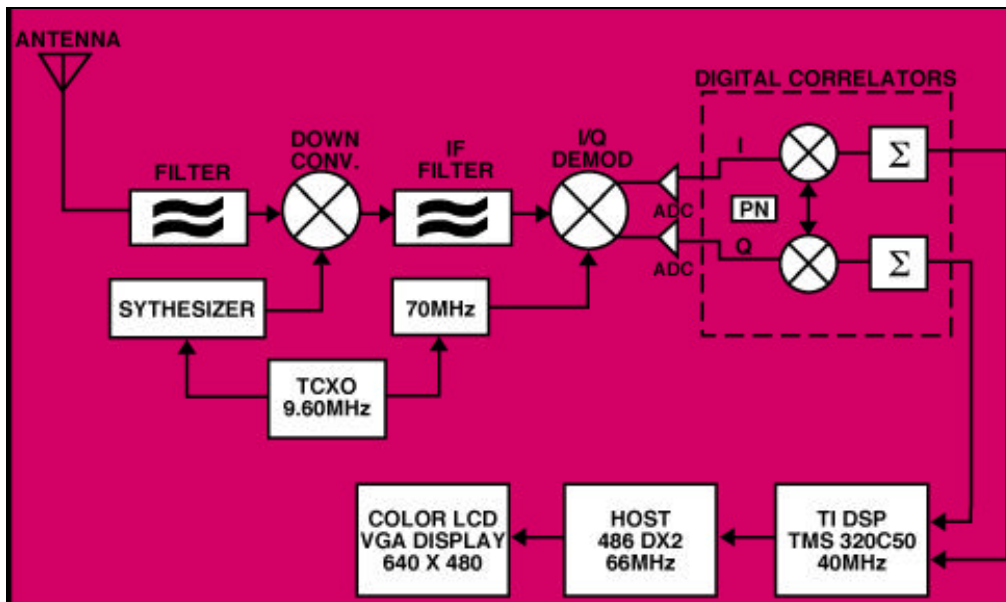 ANTENNA
DIGITAL CORRELATORS
DOWN
CONV.
IF
FILTER
I/Q
DEMOD
I
Σ
FILTER
ADC
PN
Q
ADC
Σ
SYTHESIZER
70MHz
TCXO
9.60MHz
COLOR LCD
VGA DISPLAY
640 X 480
HOST
486 DX2
66MHz
TI DSP
TMS 320C50
40MHz